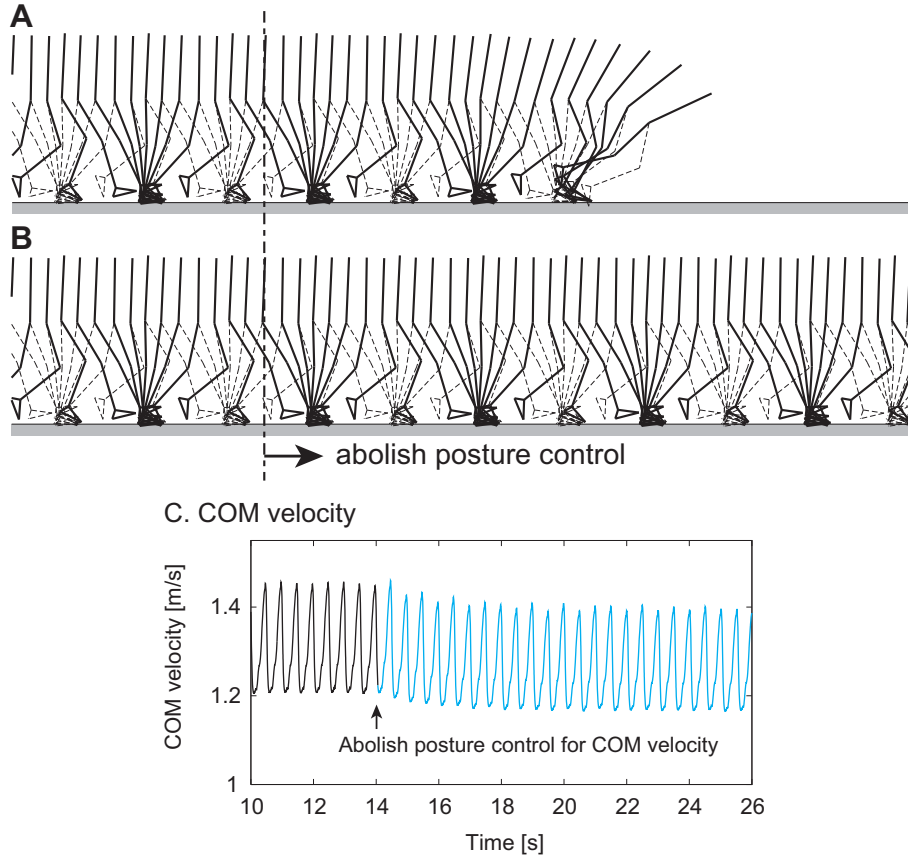 A
B
abolish posture control
C. COM velocity
COM velocity [m/s]
1.4
1.2
1
Abolish posture control for COM velocity
10 12 14 16 18 20 22 24 26
Time [s]